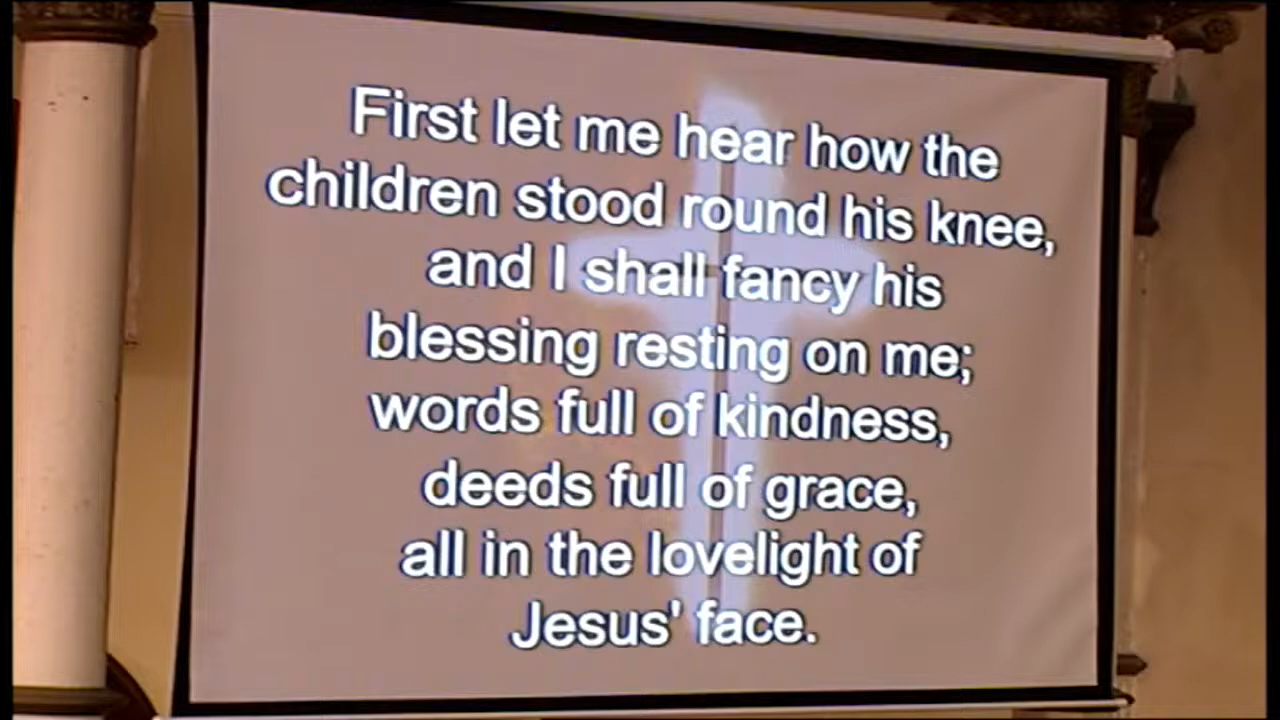 First let me hear how the
children stood round his knee,
and I shall fancy his
blessing resting on me;
words full of kindness,
deeds full of grace,
all in the lovelight of
Jesus' face.